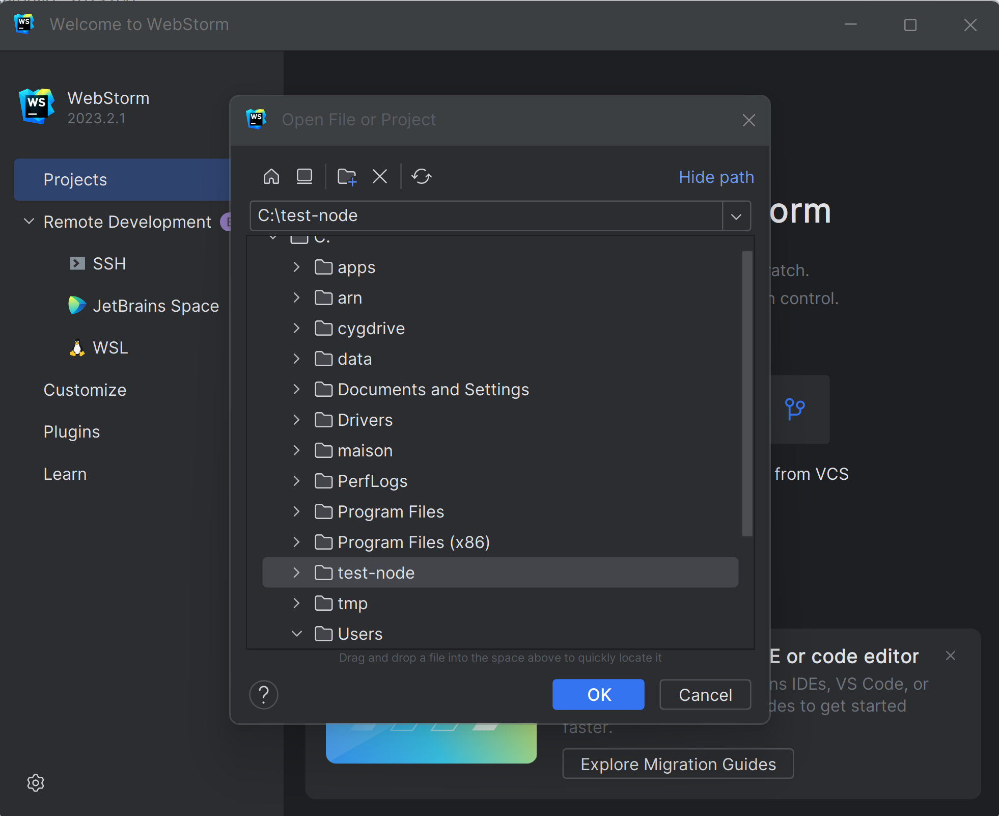 WS Welcome to WebStorm
WS WebStorm
2023.2.1
Projects
Remote Development
SSH
JetBrains Space
WSL
Customize
Plugins
Learn
WS Open File or Project
Hide path
C:\test-node
C:
apps
arn
cygdrive
data
Documents and Settings
Drivers
maison
PerfLogs
Program Files
Program Files (x86)
test-node
tmp
Users
Drag and drop a file into the space above to quickly locate it
? OK Cancel
orm
atch.
control.
from VCS
E or code editor
ns IDEs, VS Code, or
des to get started
faster.
Explore Migration Guides